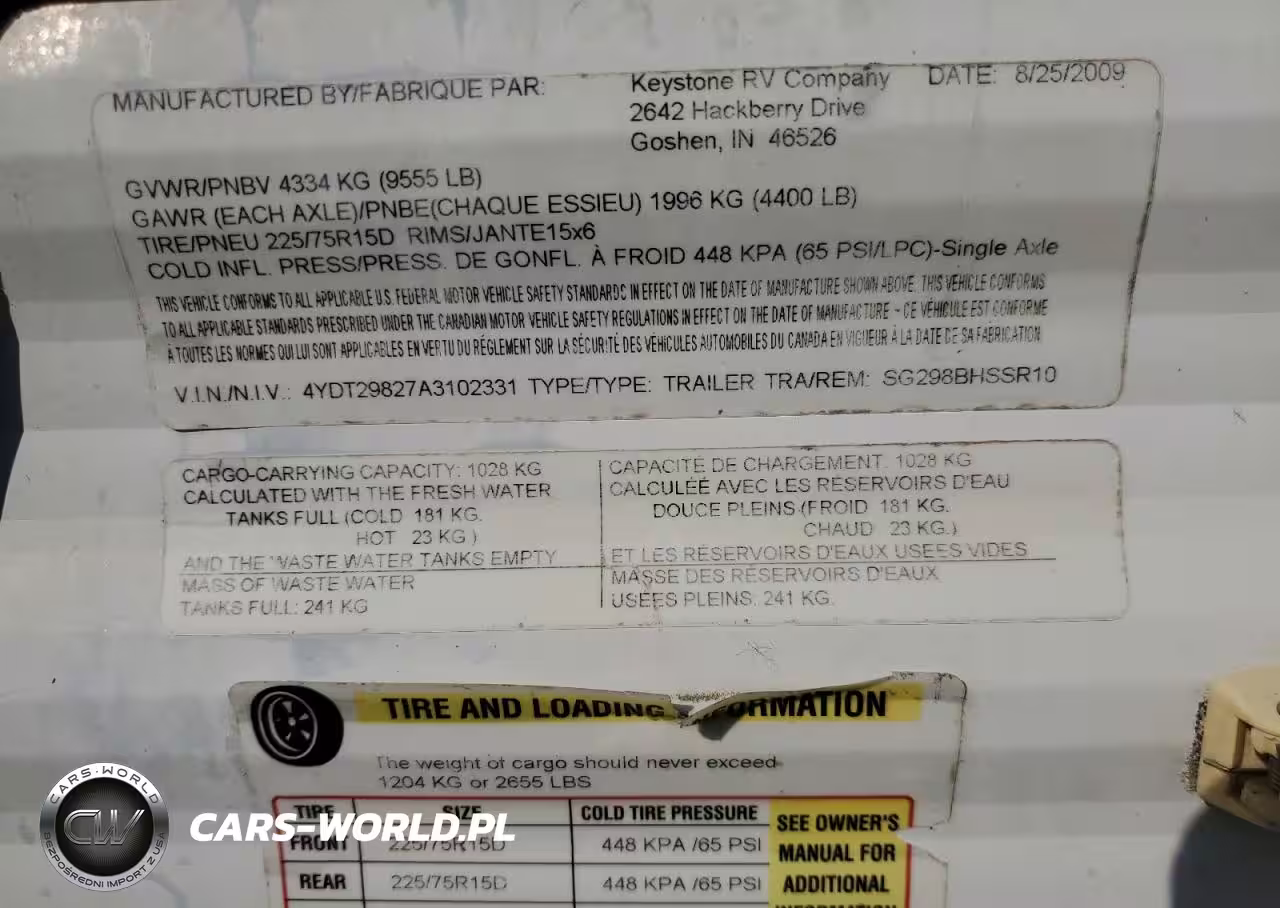 MANUFACTURED BY/FABRIQUE PAR: Keystone RV Company DATE: 8/25/2009
2642 Hackberry Drive
Goshen, IN 46526
GVWR/PNBV 4334 KG (9555 LB)
GAWR (EACH AXLE)/PNBE(CHAQUE ESSIEU) 1996 KG (4400 LB)
TIRE/PNEU 225/75R15D RIMS/JANTE15x6
COLD INFL. PRESS/PRESS. DE GONFL. À FROID 448 KPA (65 PSI/LPC)-Single Axle
THIS VEHICLE CONFORMS TO ALL APPLICABLE U.S. FEDERAL MOTOR VEHICLE SAFETY STANDARDS IN EFFECT ON THE DATE OF MANUFACTURE SHOWN ABOVE. THIS VEHICLE CONFORMS
TO ALL APPLICABLE STANDARDS PRESCRIBED UNDER THE CANADIAN MOTOR VEHICLE SAFETY REGULATIONS IN EFFECT ON THE DATE OF MANUFACTURE - CE VÉHICULE EST CONFORME
À TOUTES LES NORMES QUI LUI SONT APPLICABLES EN VERTU DU RÉGLEMENT SUR LA SÉCURITÉ DES VÉHICULES AUTOMOBILES DU CANADA EN VIGUEUR À LA DATE DE SA FABRICATION
V.I.N./N.I.V.: 4YDT29827A3102331 TYPE/TYPE: TRAILER TRA/REM: SG298BHSSR10
CARGO-CARRYING CAPACITY: 1028 KG
CALCULATED WITH THE FRESH WATER
TANKS FULL (COLD 181 KG.
HOT 23 KG.)
AND THE WASTE WATER TANKS EMPTY
MASS OF WASTE WATER
TANKS FULL: 241 KG
CAPACITÉ DE CHARGEMENT. 1028 KG
CALCULÉE AVEC LES RÉSERVOIRS D'EAU
DOUCE PLEINS (FROID 181 KG.
CHAUD 23 KG.)
ET LES RÉSERVOIRS D'EAUX USEES VIDES
MASSE DES RÉSERVOIRS D'EAUX
USÉES PLEINS. 241 KG.
TIRE AND LOADING INFORMATION
The weight of cargo should never exceed
1204 KG or 2655 LBS
TIRE SIZE COLD TIRE PRESSURE
FRONT 225/75R15D 448 KPA /65 PSI
REAR 225/75R15D 448 KPA /65 PSI
SEE OWNER'S
MANUAL FOR
ADDITIONAL
INFORMATION
CARS-WORLD
CW
BEZPOŚREDNI IMPORT Z USA
CARS-WORLD.PL